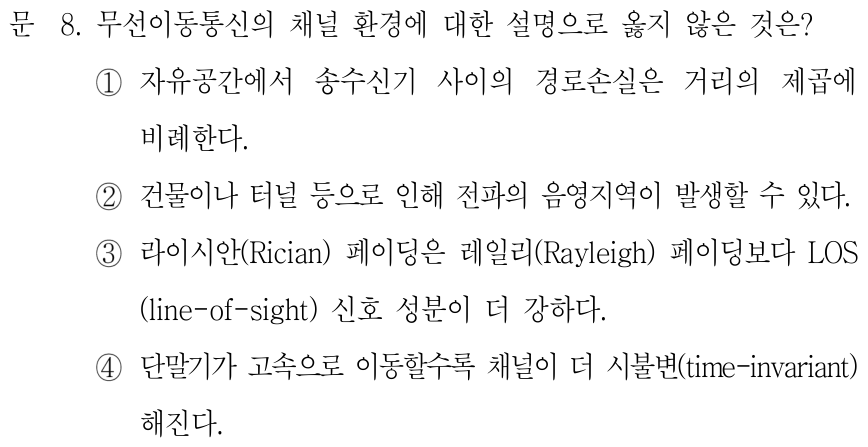 문 8. 무선이동통신의 채널 환경에 대한 설명으로 옳지 않은 것은?
① 자유공간에서 송수신기 사이의 경로손실은 거리의 제곱에
비례한다.
② 건물이나 터널 등으로 인해 전파의 음영지역이 발생할 수 있다.
③ 라이시안(Rician) 페이딩은 레일리(Rayleigh) 페이딩보다 LOS
(line-of-sight) 신호 성분이 더 강하다.
④ 단말기가 고속으로 이동할수록 채널이 더 시불변(time-invariant)
해진다.